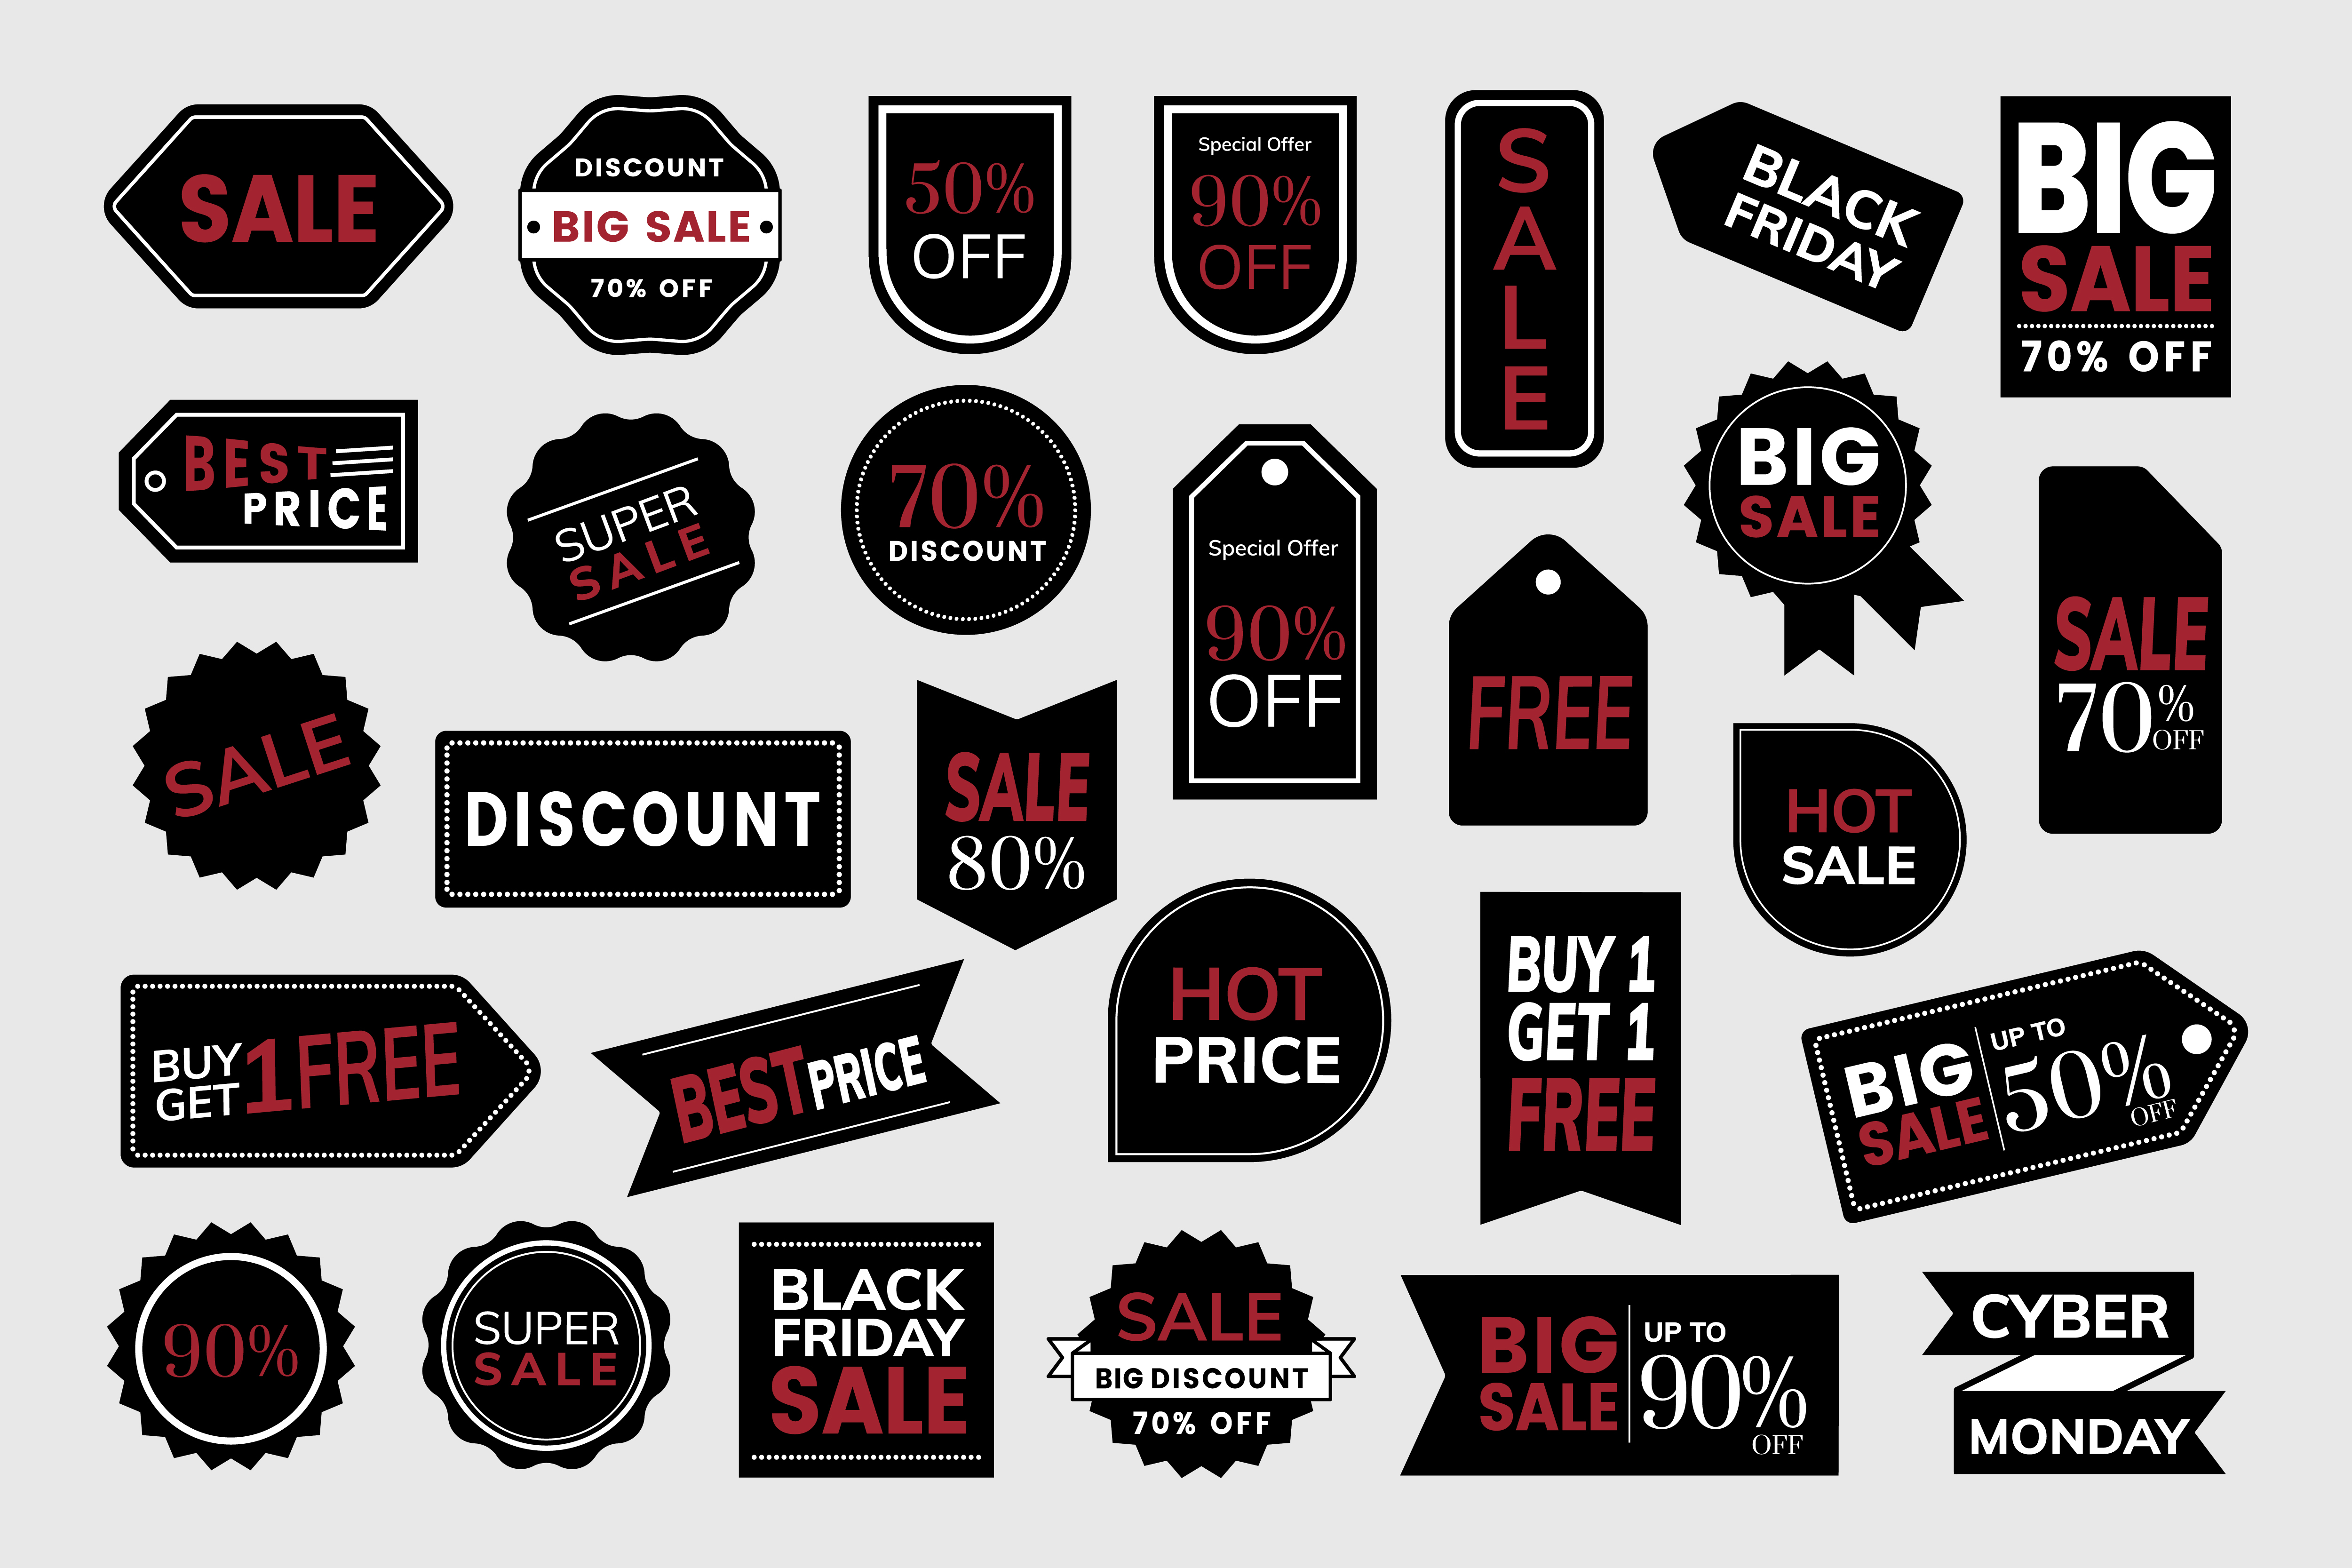 SALE
DISCOUNT
BIG SALE
70% OFF
50%
OFF
Special Offer
90%
OFF
S
A
L
E
BLACK
FRIDAY
BIG
SALE
70% OFF
BEST
PRICE
SUPER
SALE
70%
DISCOUNT
Special Offer
90%
OFF
FREE
BIG
SALE
SALE
70%
OFF
SALE
DISCOUNT
SALE
80%
HOT
SALE
BUY
GET 1 FREE
BEST PRICE
HOT
PRICE
BUY 1
GET 1
FREE
BIG
SALE
UP TO
50%
OFF
90%
SUPER
SALE
BLACK
FRIDAY
SALE
SALE
BIG DISCOUNT
70% OFF
BIG
SALE
UP TO
90%
OFF
CYBER
MONDAY